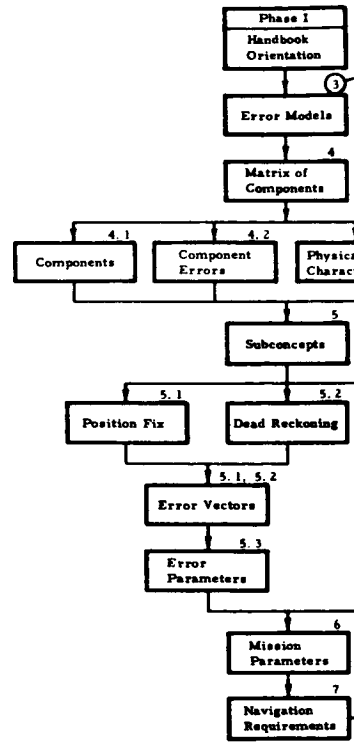 Phase I
Handbook
Orientation
3
Error Models
4
Matrix of
Components
4.1
4.2
Components
Component
Errors
5
Subconcepts
5.1
5.2
Position Fix
Dead Reckoning
5.1, 5.2
Error Vectors
5.3
Error
Parameters
6
Mission
Parameters
7
Navigation
Requirements